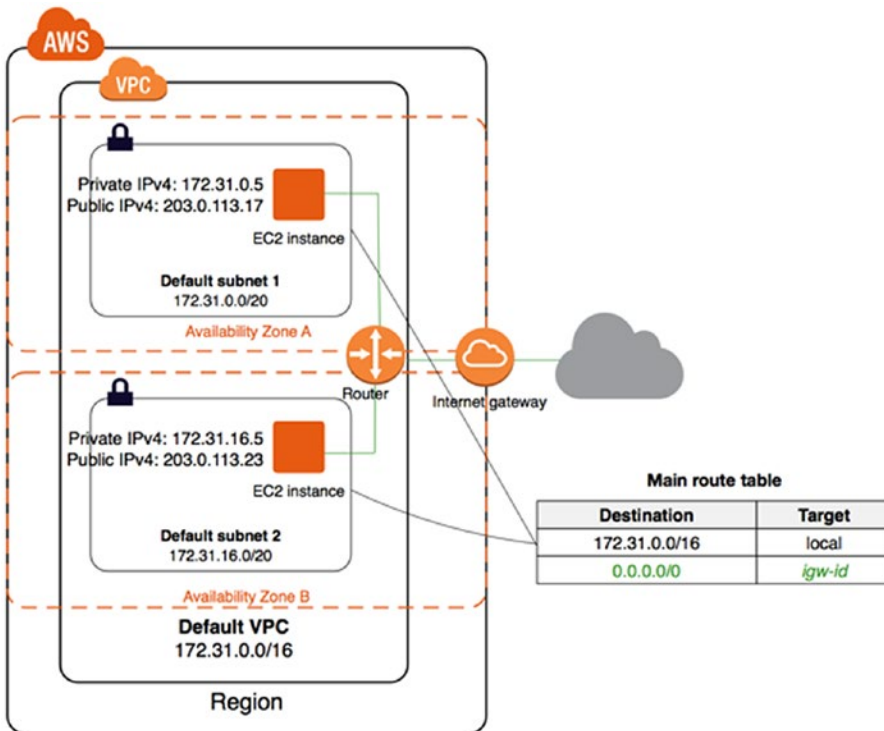 AWS
VPC
Private IPv4: 172.31.0.5
Public IPv4: 203.0.113.17
EC2 instance
Default subnet 1
172.31.0.0/20
Availability Zone A
Router
Internet gateway
Private IPv4: 172.31.16.5
Public IPv4: 203.0.113.23
EC2 instance
Default subnet 2
172.31.16.0/20
Availability Zone B
Default VPC
172.31.0.0/16
Region
Main route table
Destination Target
172.31.0.0/16 local
0.0.0.0/0 igw-id